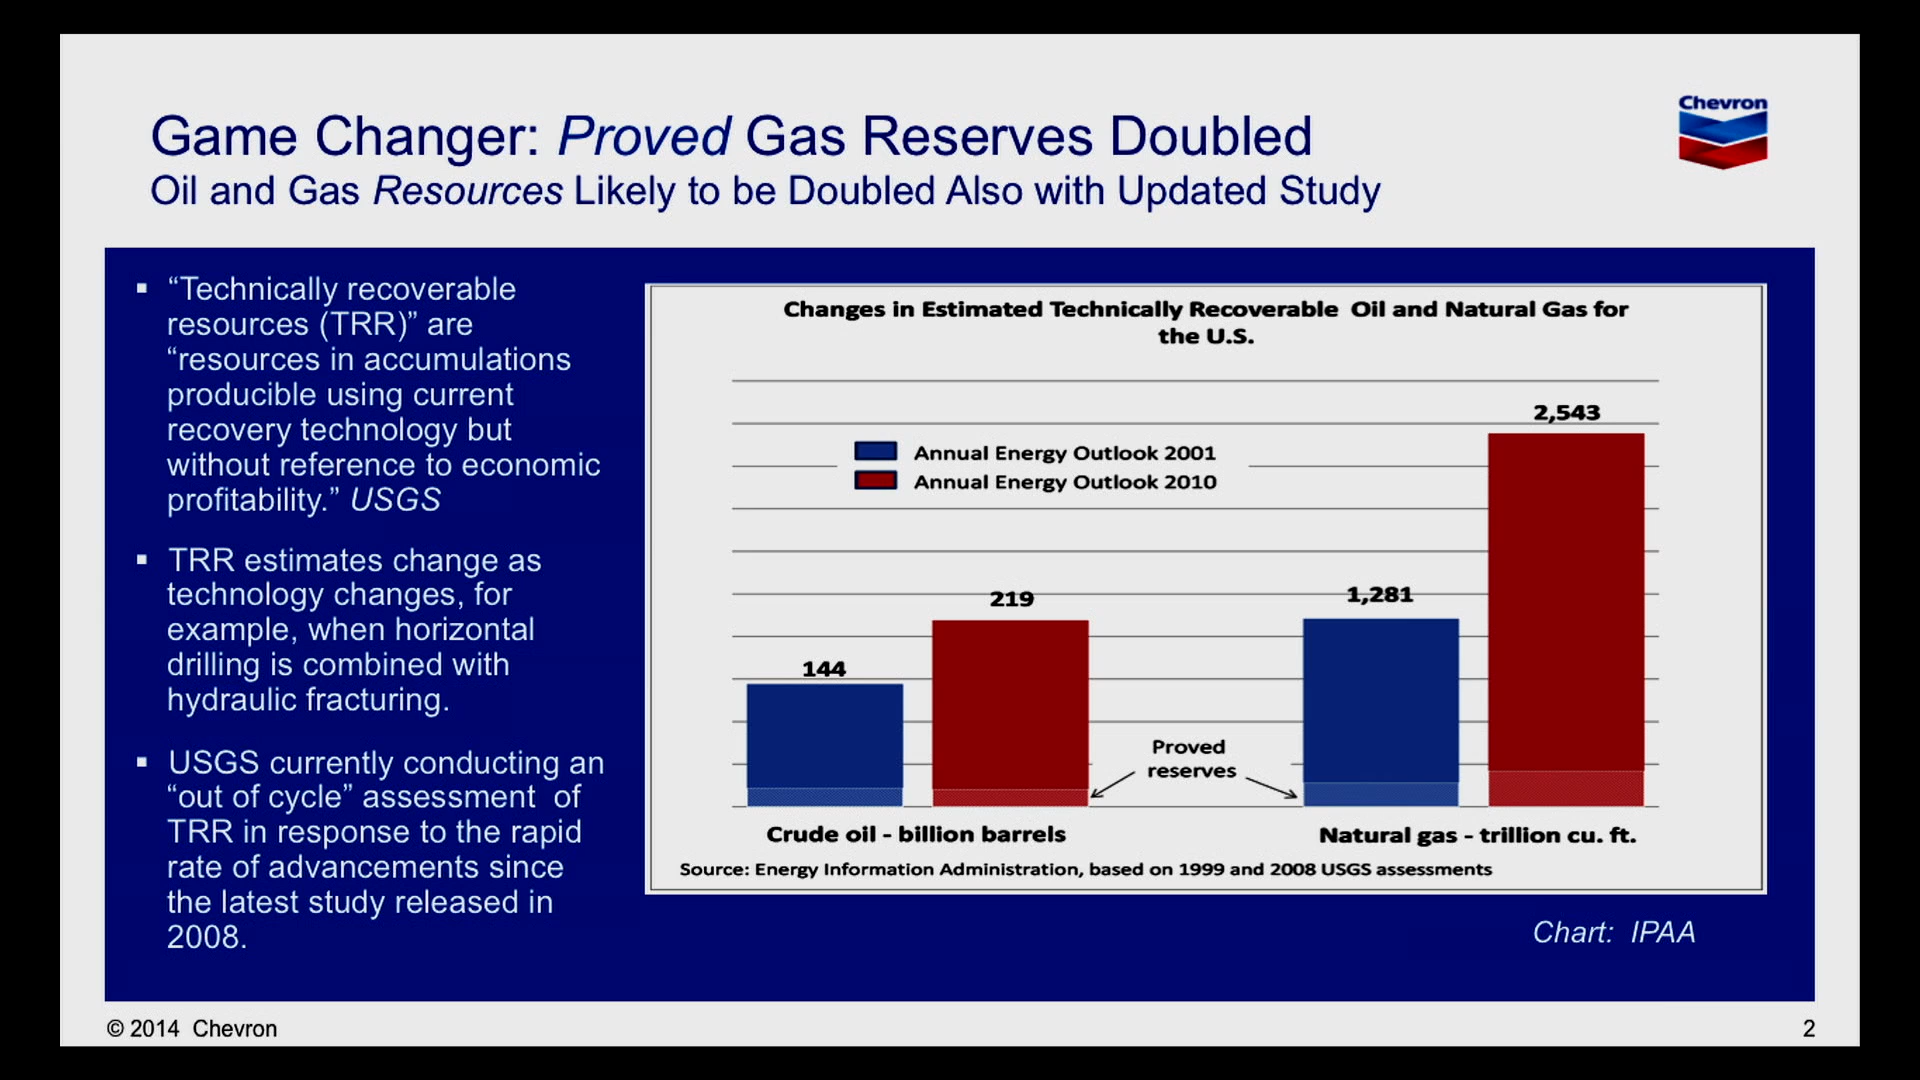 Chevron
Game Changer: Proved Gas Reserves Doubled
Oil and Gas Resources Likely to be Doubled Also with Updated Study
▪ “Technically recoverable
resources (TRR)” are
“resources in accumulations
producible using current
recovery technology but
without reference to economic
profitability.” USGS
▪ TRR estimates change as
technology changes, for
example, when horizontal
drilling is combined with
hydraulic fracturing.
▪ USGS currently conducting an
“out of cycle” assessment of
TRR in response to the rapid
rate of advancements since
the latest study released in
2008.
Changes in Estimated Technically Recoverable Oil and Natural Gas for
the U.S.
2,543
Annual Energy Outlook 2001
Annual Energy Outlook 2010
219
1,281
144
Proved
reserves
Crude oil - billion barrels
Natural gas - trillion cu. ft.
Source: Energy Information Administration, based on 1999 and 2008 USGS assessments
Chart: IPAA
© 2014 Chevron
2